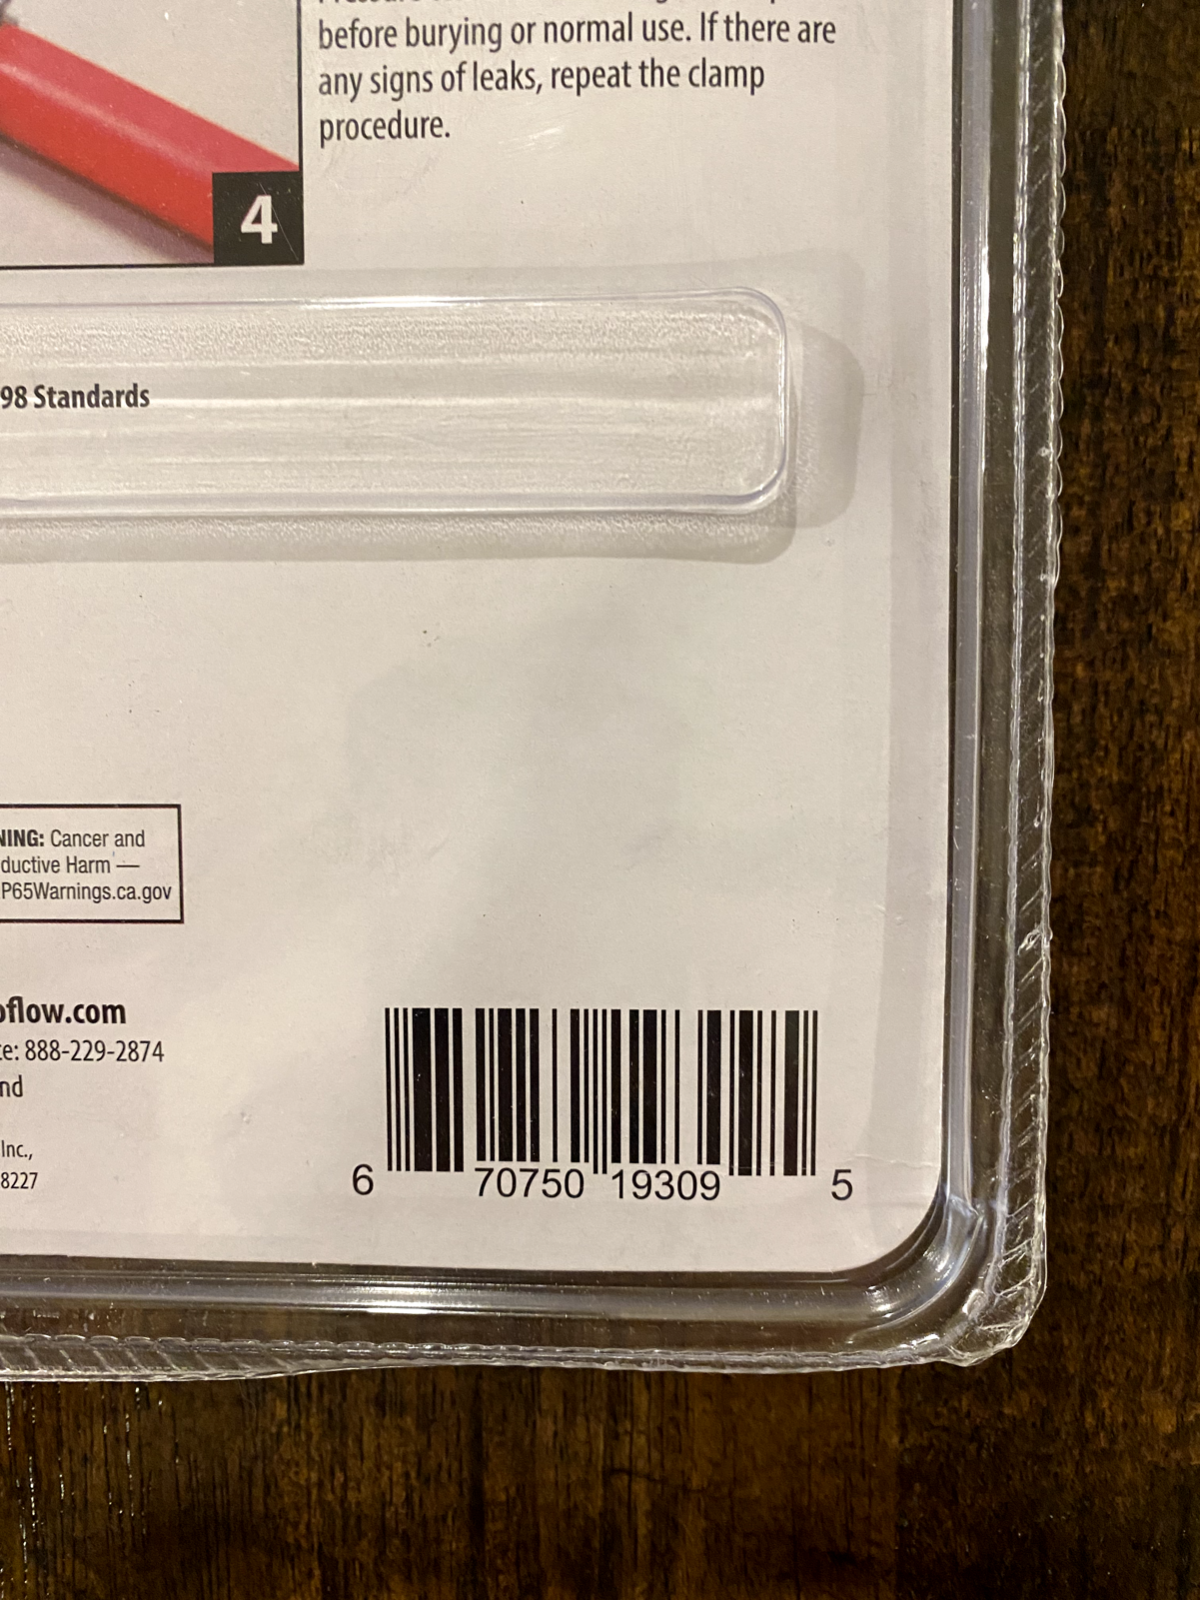 before burying or normal use. If there are
any signs of leaks, repeat the clamp
procedure.
4
98 Standards
NING: Cancer and
ductive Harm —
P65Warnings.ca.gov
oflow.com
ce: 888-229-2874
nd
Inc.,
8227
6 70750 19309 5